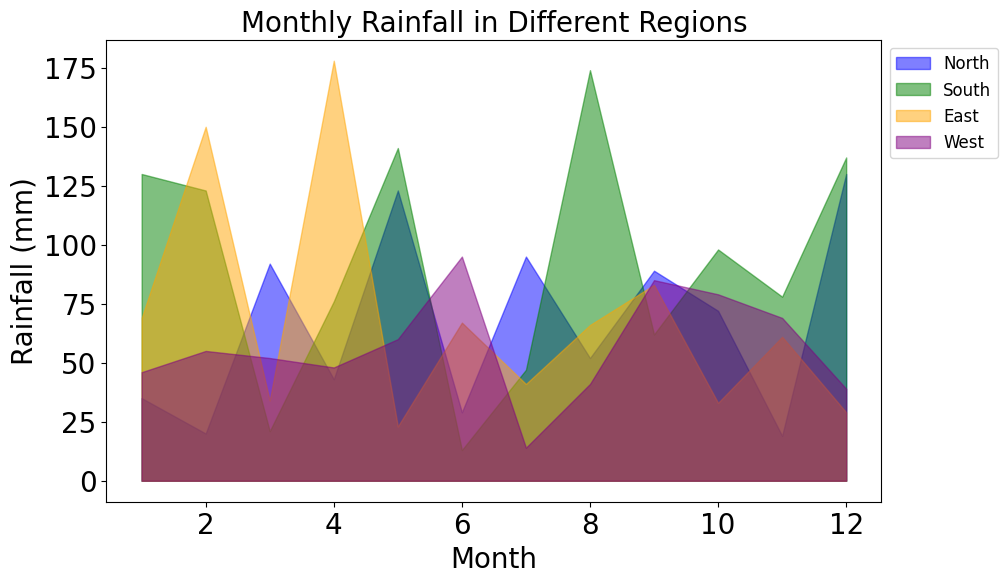 Monthly Rainfall in Different Regions
North
South
East
West
Rainfall (mm)
175
150
125
100
75
50
25
0
2 4 6 8 10 12
Month